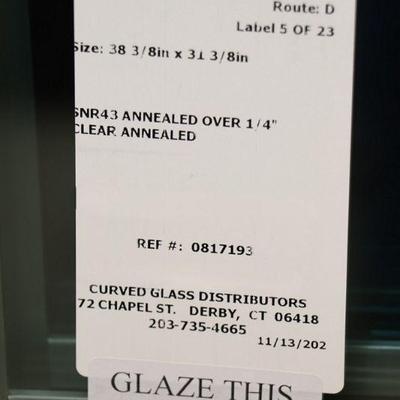 Route: D
Label 5 OF 23
Size: 38 3/8in x 31 3/8in
SNR43 ANNEALED OVER 1/4"
CLEAR ANNEALED
REF #: 0817193
CURVED GLASS DISTRIBUTORS
72 CHAPEL ST. DERBY, CT 06418
203-735-4665
11/13/202
GLAZE THIS